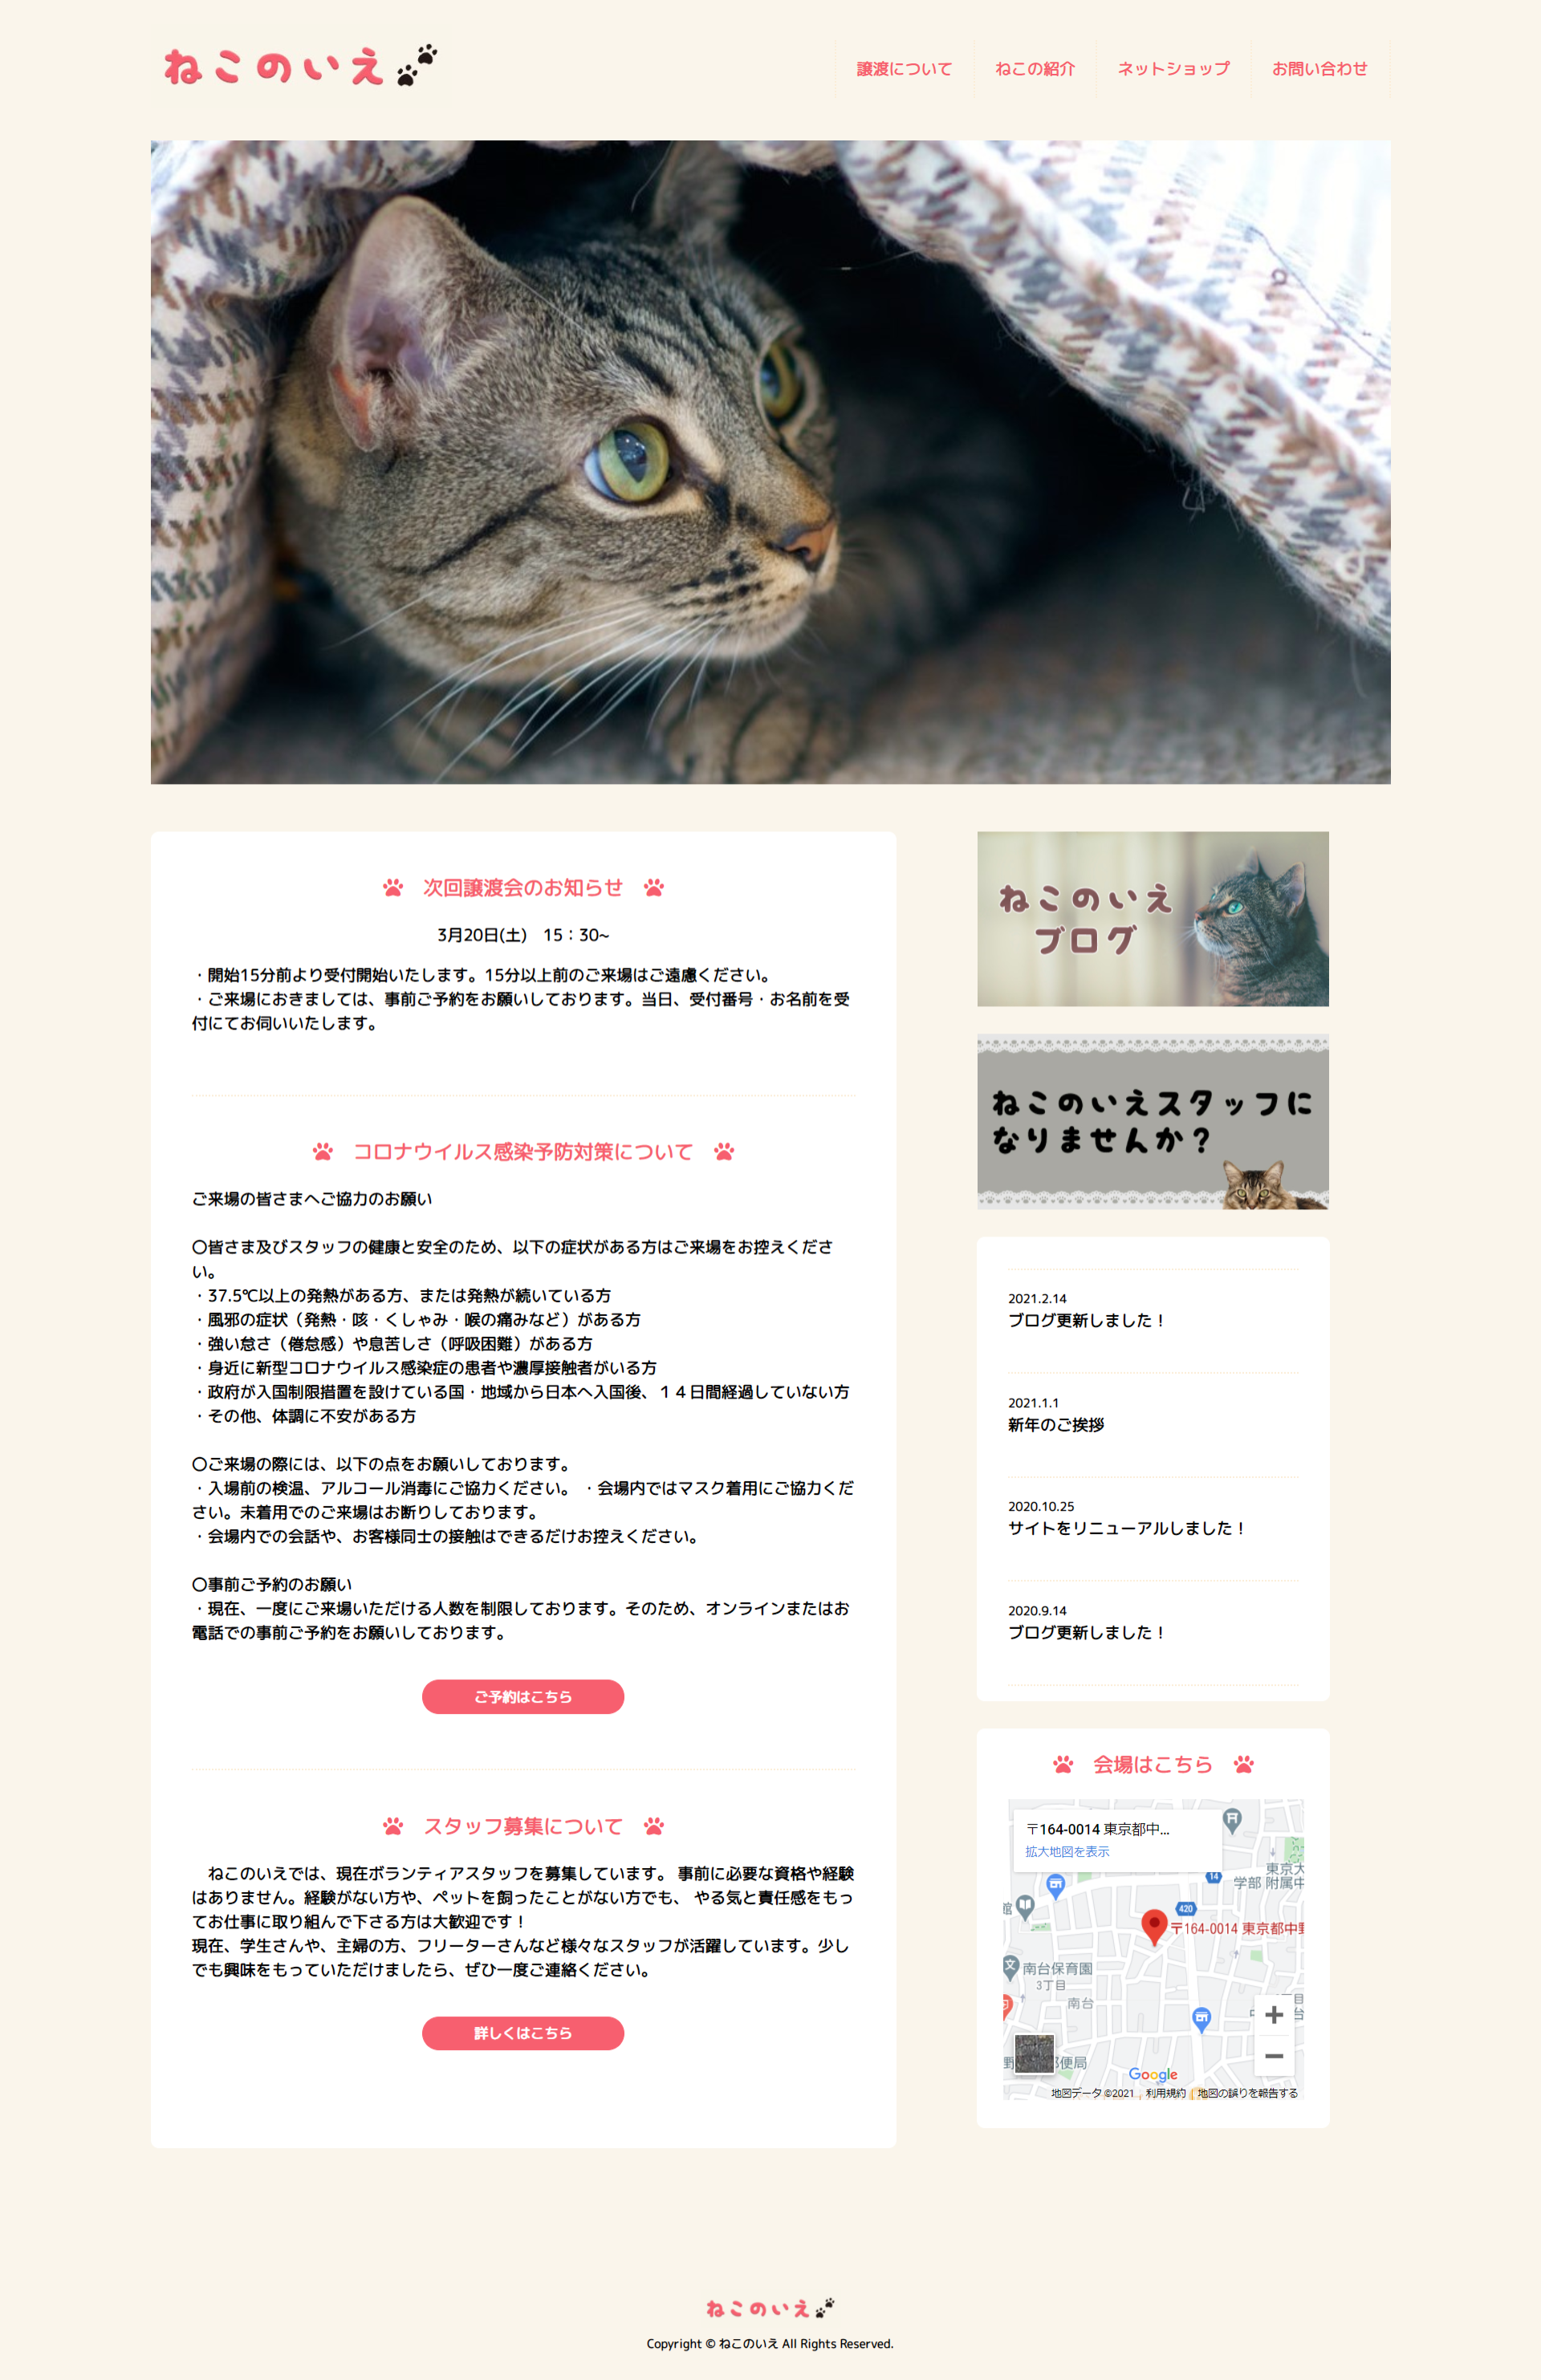 ねこのいえ
譲渡について
ねこの紹介
ネットショップ
お問い合わせ
次回譲渡会のお知らせ
3月20日(土) 15：30~
・開始15分前より受付開始いたします。15分以上前のご来場はご遠慮ください。
・ご来場におきましては、事前ご予約をお願いしております。当日、受付番号・お名前を受
付にてお伺いいたします。
コロナウイルス感染予防対策について
ご来場の皆さまへご協力のお願い
〇皆さま及びスタッフの健康と安全のため、以下の症状がある方はご来場をお控えくださ
い。
・37.5℃以上の発熱がある方、または発熱が続いている方
・風邪の症状（発熱・咳・くしゃみ・喉の痛みなど）がある方
・強い怠さ（倦怠感）や息苦しさ（呼吸困難）がある方
・身近に新型コロナウイルス感染症の患者や濃厚接触者がいる方
・政府が入国制限措置を設けている国・地域から日本へ入国後、１４日間経過していない方
・その他、体調に不安がある方
〇ご来場の際には、以下の点をお願いしております。
・入場前の検温、アルコール消毒にご協力ください。 ・会場内ではマスク着用にご協力くだ
さい。未着用でのご来場はお断りしております。
・会場内での会話や、お客様同士の接触はできるだけお控えください。
〇事前ご予約のお願い
・現在、一度にご来場いただける人数を制限しております。そのため、オンラインまたはお
電話での事前ご予約をお願いしております。
ご予約はこちら
スタッフ募集について
ねこのいえでは、現在ボランティアスタッフを募集しています。 事前に必要な資格や経験
はありません。経験がない方や、ペットを飼ったことがない方でも、 やる気と責任感をもっ
てお仕事に取り組んで下さる方は大歓迎です！
現在、学生さんや、主婦の方、フリーターさんなど様々なスタッフが活躍しています。少し
でも興味をもっていただけましたら、ぜひ一度ご連絡ください。
詳しくはこちら
ねこのいえ
ブログ
ねこのいえスタッフに
なりませんか？
2021.2.14
ブログ更新しました！
2021.1.1
新年のご挨拶
2020.10.25
サイトをリニューアルしました！
2020.9.14
ブログ更新しました！
会場はこちら
〒164-0014 東京都中...
拡大地図を表示
14
東京大
学部 附属中
館
420
〒164-0014 東京都中野
南台保育園
3丁目
南台
便局
Google
地図データ ©2021
利用規約
地図の誤りを報告する
ねこのいえ
Copyright © ねこのいえ All Rights Reserved.